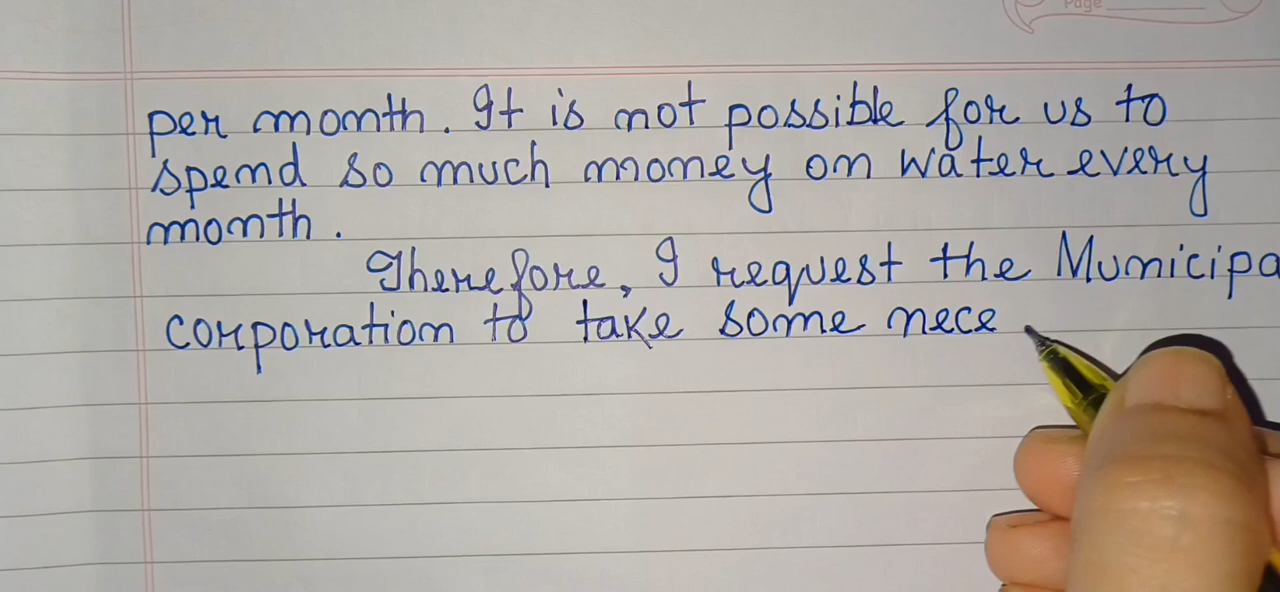 Page
per month. It is not possible for us to
spend so much money on water every
month.
Therefore, I request the Municipa
corporation to take some nece